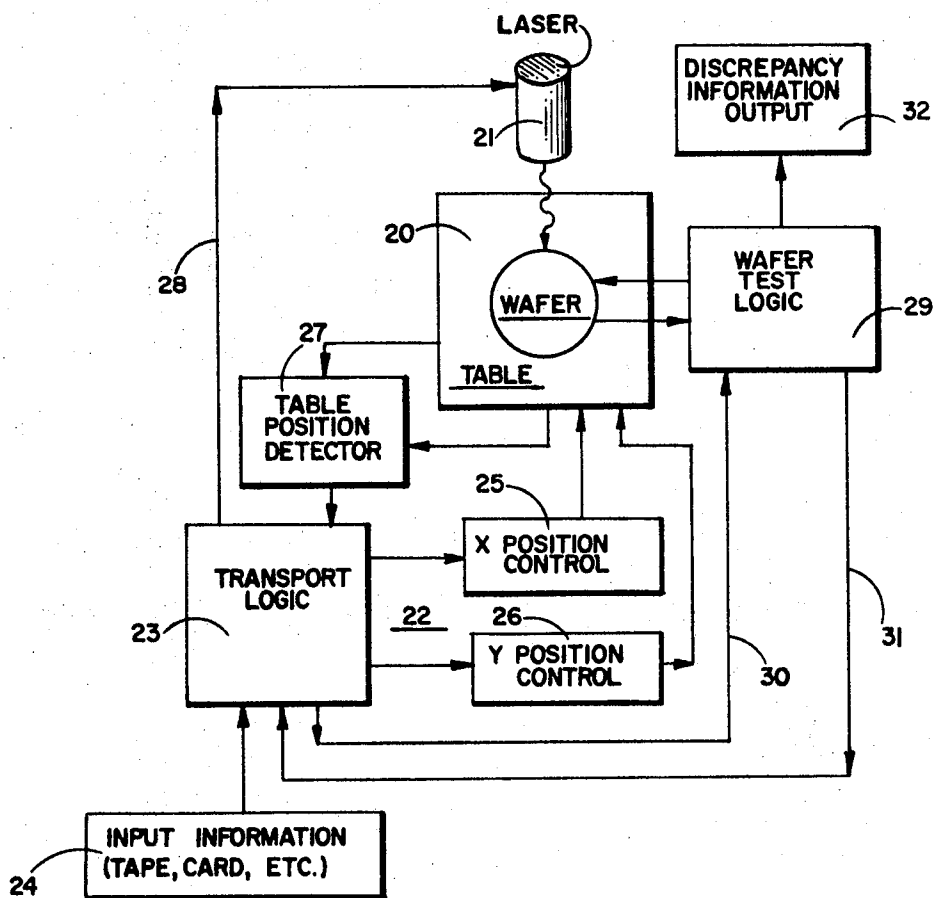 LASER
21
DISCREPANCY
INFORMATION
OUTPUT
32
20
28
WAFER
WAFER
TEST
LOGIC
29
27
TABLE
TABLE
POSITION
DETECTOR
25
X POSITION
CONTROL
TRANSPORT
LOGIC
23
22
26
Y POSITION
CONTROL
30
31
INPUT INFORMATION
(TAPE, CARD, ETC.)
24